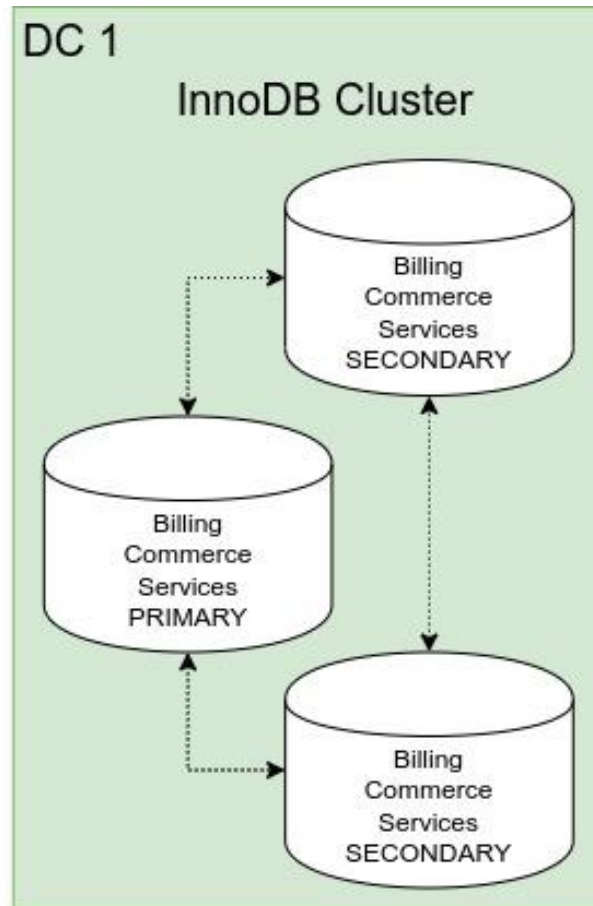 DC 1
InnoDB Cluster
Billing
Commerce
Services
SECONDARY
Billing
Commerce
Services
PRIMARY
Billing
Commerce
Services
SECONDARY